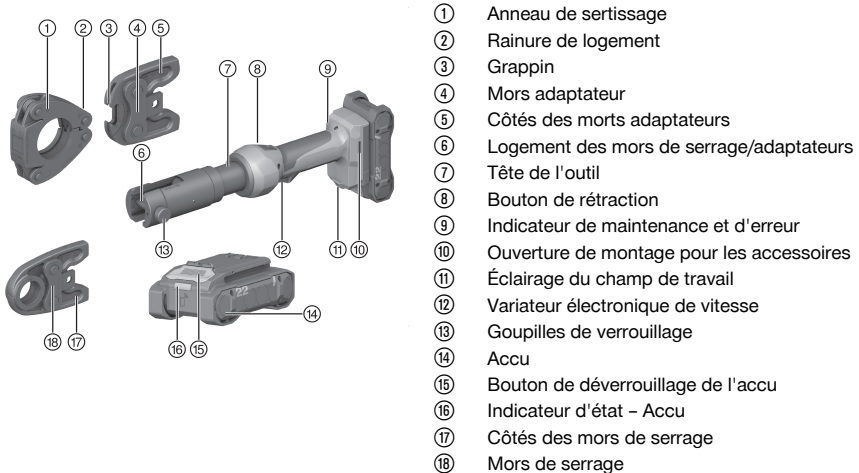 ① ② ③ ④ ⑤
⑦ ⑧ ⑨
⑥
⑬ ⑫ ⑪ ⑩
22
22
⑭
⑱ ⑰ ⑯ ⑮
① Anneau de sertissage
② Rainure de logement
③ Grappin
④ Mors adaptateur
⑤ Côtés des morts adaptateurs
⑥ Logement des mors de serrage/adaptateurs
⑦ Tête de l'outil
⑧ Bouton de rétraction
⑨ Indicateur de maintenance et d'erreur
⑩ Ouverture de montage pour les accessoires
⑪ Éclairage du champ de travail
⑫ Variateur électronique de vitesse
⑬ Goupilles de verrouillage
⑭ Accu
⑮ Bouton de déverrouillage de l'accu
⑯ Indicateur d'état – Accu
⑰ Côtés des mors de serrage
⑱ Mors de serrage